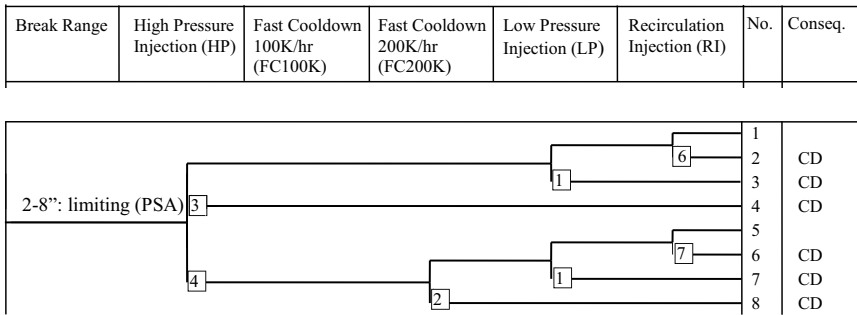 Break Range
High Pressure
Injection (HP)
Fast Cooldown
100K/hr
(FC100K)
Fast Cooldown
200K/hr
(FC200K)
Low Pressure
Injection (LP)
Recirculation
Injection (RI)
No.
Conseq.
1
6 2 CD
1 3 CD
2-8”: limiting (PSA) 3 4 CD
5
7 6 CD
4 1 7 CD
2 8 CD